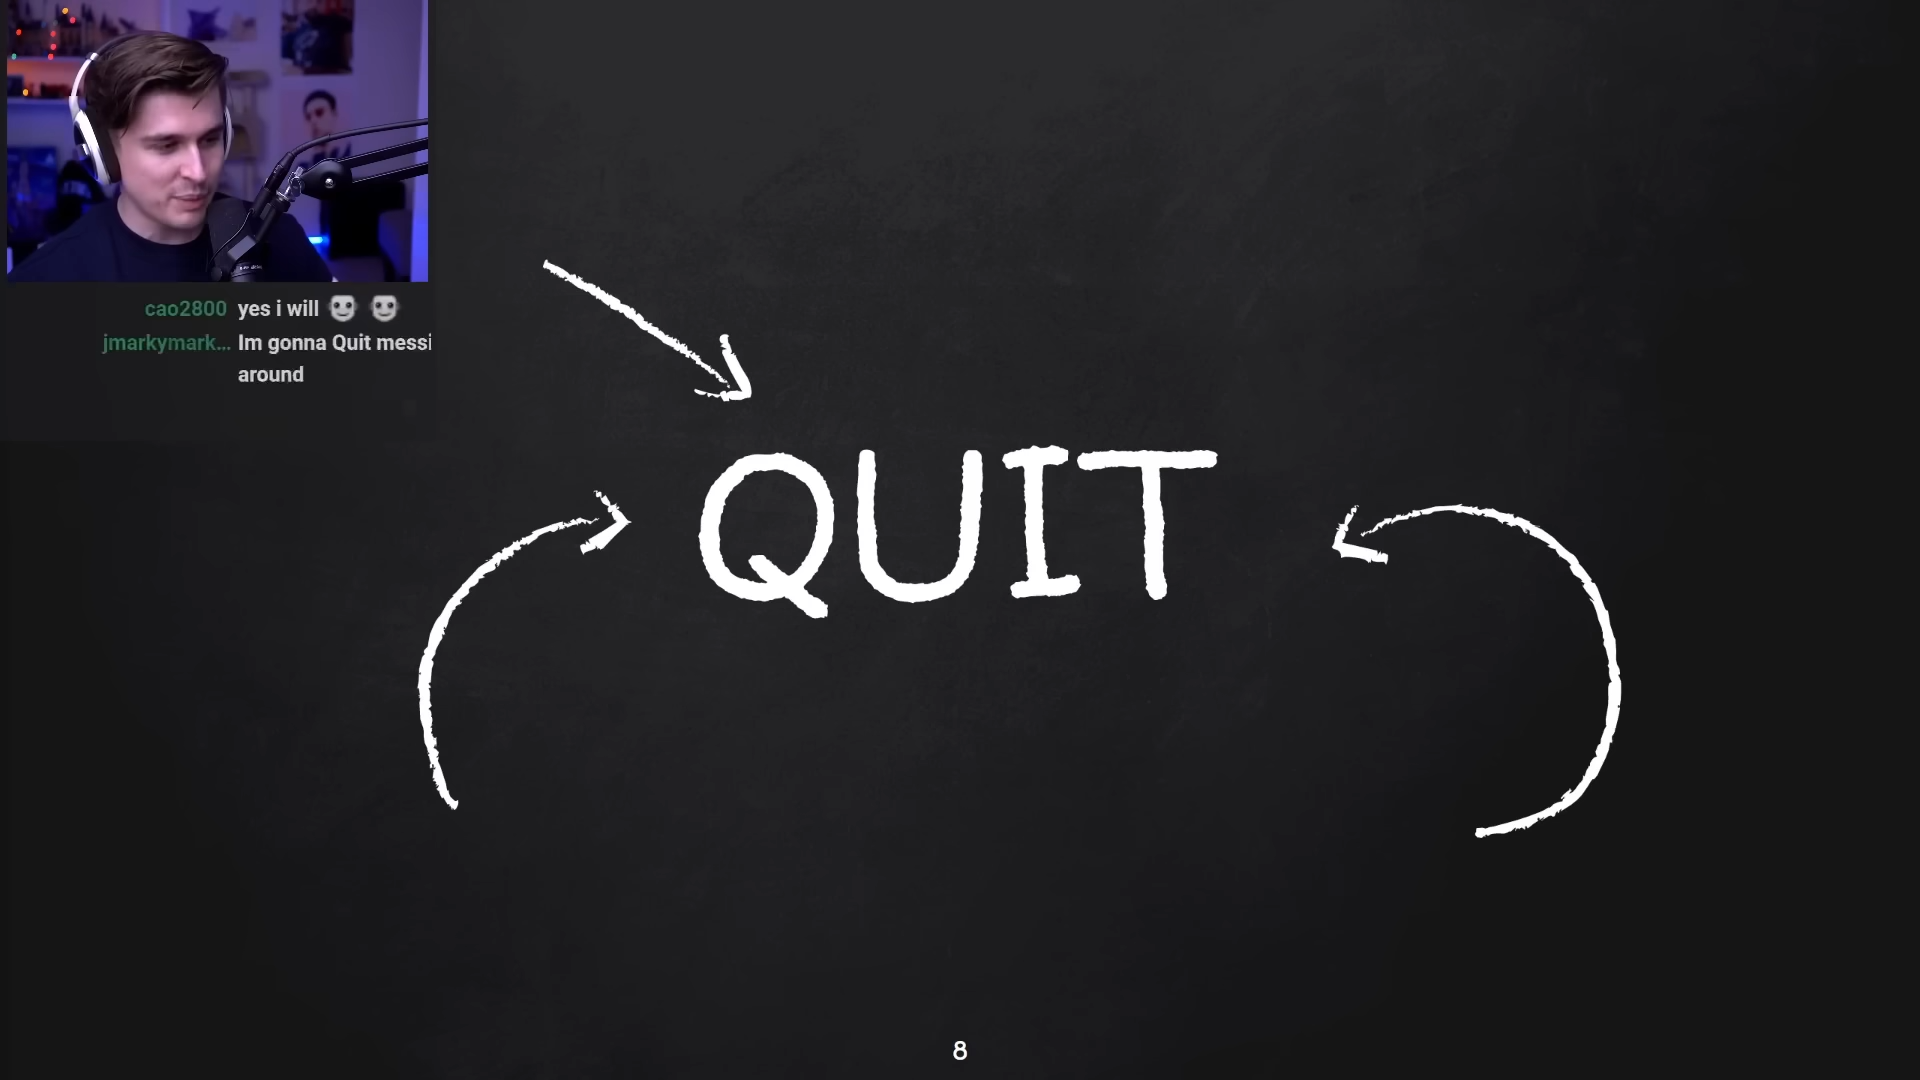 cao2800 yes i will
jmarkymark... Im gonna Quit messi
around
QUIT
8